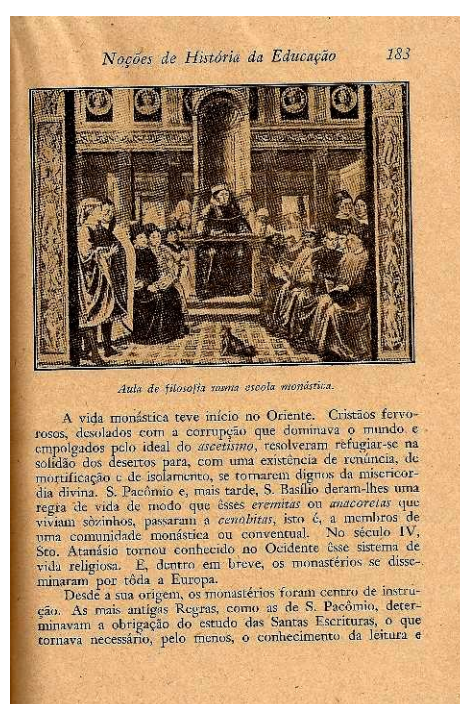 Noções de História da Educação 183
Aula de filosofia numa escola monástica.
A vida monástica teve início no Oriente. Cristãos fervo-
rosos, desolados com a corrupção que dominava o mundo e
empolgados pelo ideal do ascetismo, resolveram refugiar-se na
solidão dos desertos para, com uma existência de renúncia, de
mortificação e de isolamento, se tornarem dignos da misericór-
dia divina. S. Pacômio e, mais tarde, S. Basílio deram-lhes uma
regra de vida de modo que êsses eremitas ou anacoretas que
viviam sòzinhos, passaram a cenobitas, isto é, a membros de
uma comunidade monástica ou conventual. No século IV,
Sto. Atanásio tornou conhecido no Ocidente êsse sistema de
vida religiosa. E, dentro em breve, os monastérios se disse-
minaram por tôda a Europa.
Desde a sua origem, os monastérios foram centro de instru-
ção. As mais antigas Regras, como as de S. Pacômio, deter-
minavam a obrigação do estudo das Santas Escrituras, o que
tornava necessário, pelo menos, o conhecimento da leitura e